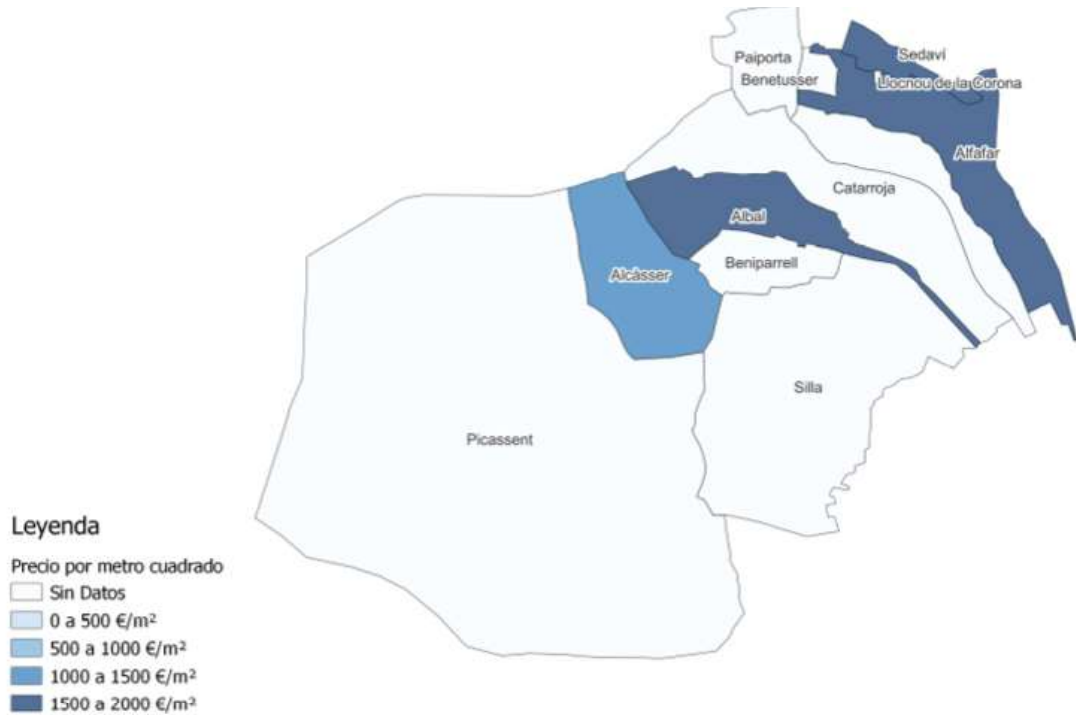 Paiporta
Sedaví
Benetusser
Llocnou de la Corona
Alfafar
Catarroja
Albal
Beniparrell
Alcàsser
Silla
Picassent
Leyenda
Precio por metro cuadrado
Sin Datos
0 a 500 €/m²
500 a 1000 €/m²
1000 a 1500 €/m²
1500 a 2000 €/m²